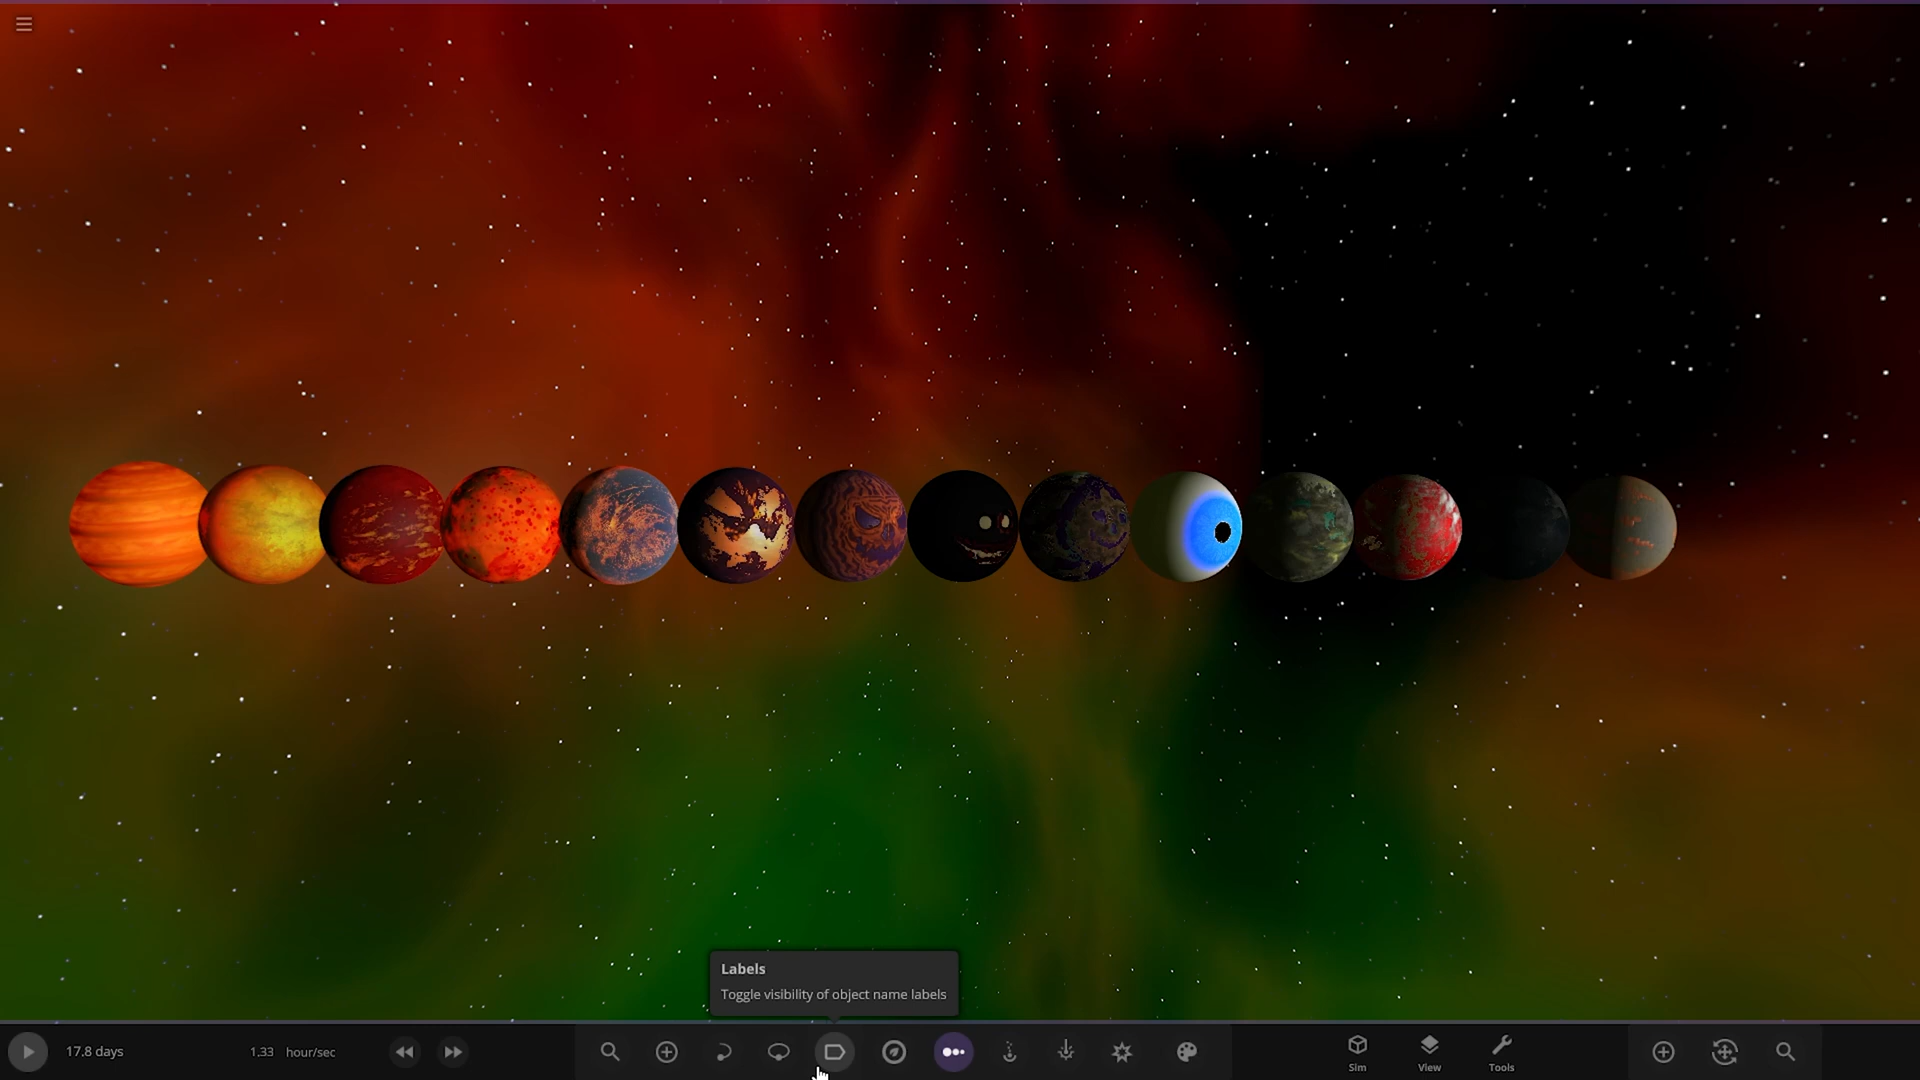 Labels
Toggle visibility of object name labels
17.8 days
1.33 hour/sec
Sim
View
Tools